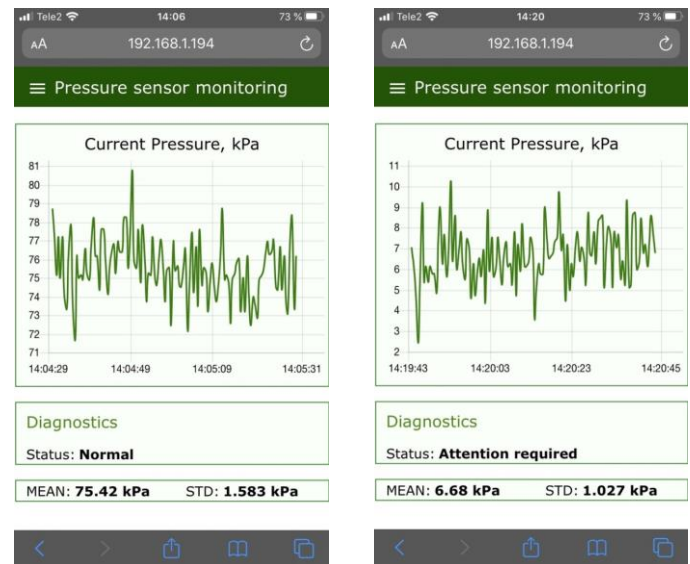 Tele2 14:06 73 %
AA 192.168.1.194
Pressure sensor monitoring
Current Pressure, kPa
81
80
79
78
77
76
75
74
73
72
71
14:04:29 14:04:49 14:05:09 14:05:31
Diagnostics
Status: Normal
MEAN: 75.42 kPa STD: 1.583 kPa
Tele2 14:20 73 %
AA 192.168.1.194
Pressure sensor monitoring
Current Pressure, kPa
11
10
9
8
7
6
5
4
3
2
14:19:43 14:20:03 14:20:23 14:20:45
Diagnostics
Status: Attention required
MEAN: 6.68 kPa STD: 1.027 kPa